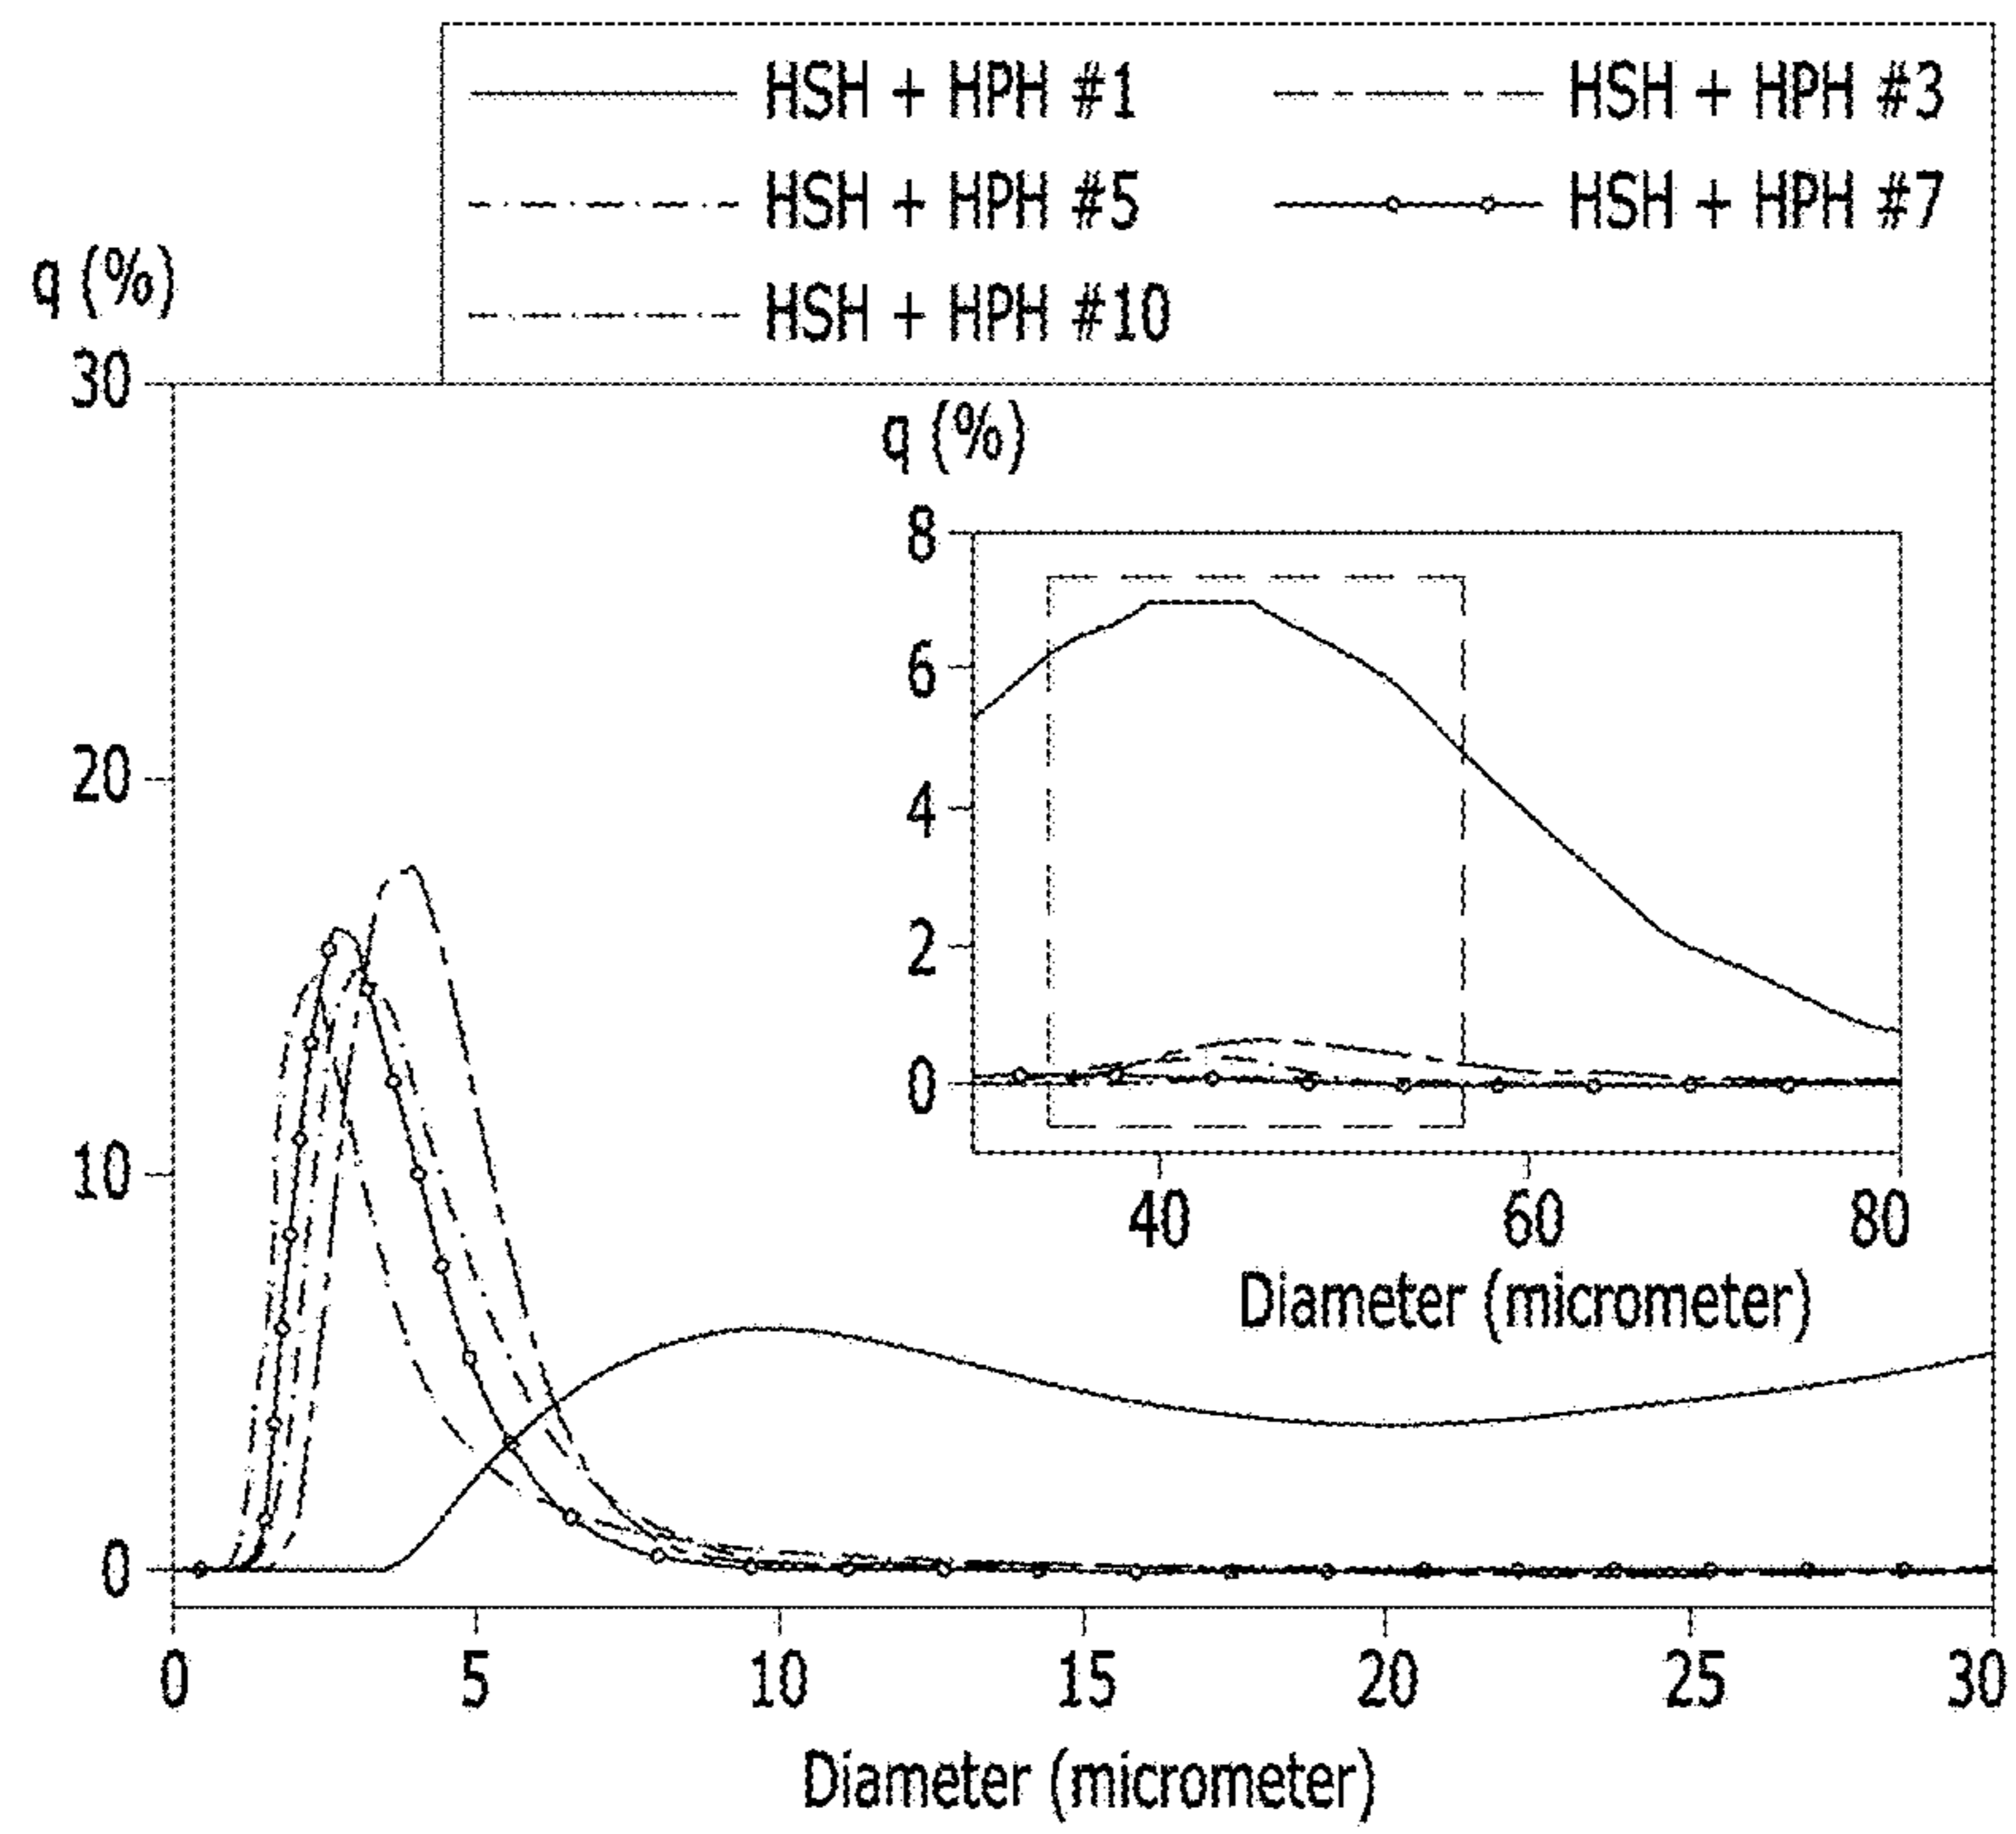 HSH + HPH #1
HSH + HPH #3
HSH + HPH #5
HSH + HPH #7
HSH + HPH #10
q (%)
30
20
10
0
q (%)
8
6
4
2
0
40 60 80
Diameter (micrometer)
0 5 10 15 20 25 30
Diameter (micrometer)